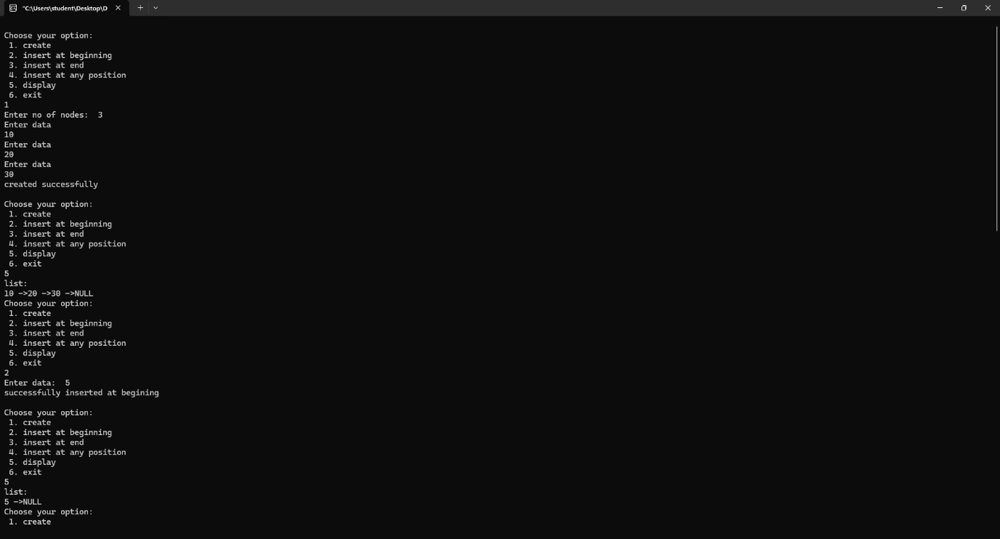 "C:\Users\student\Desktop\D
Choose your option:
1. create
2. insert at beginning
3. insert at end
4. insert at any position
5. display
6. exit
1
Enter no of nodes:  3
Enter data
10
Enter data
20
Enter data
30
created successfully
Choose your option:
1. create
2. insert at beginning
3. insert at end
4. insert at any position
5. display
6. exit
5
list:
10 ->20 ->30 ->NULL
Choose your option:
1. create
2. insert at beginning
3. insert at end
4. insert at any position
5. display
6. exit
2
Enter data:  5
successfully inserted at begining
Choose your option:
1. create
2. insert at beginning
3. insert at end
4. insert at any position
5. display
6. exit
5
list:
5 ->NULL
Choose your option:
1. create